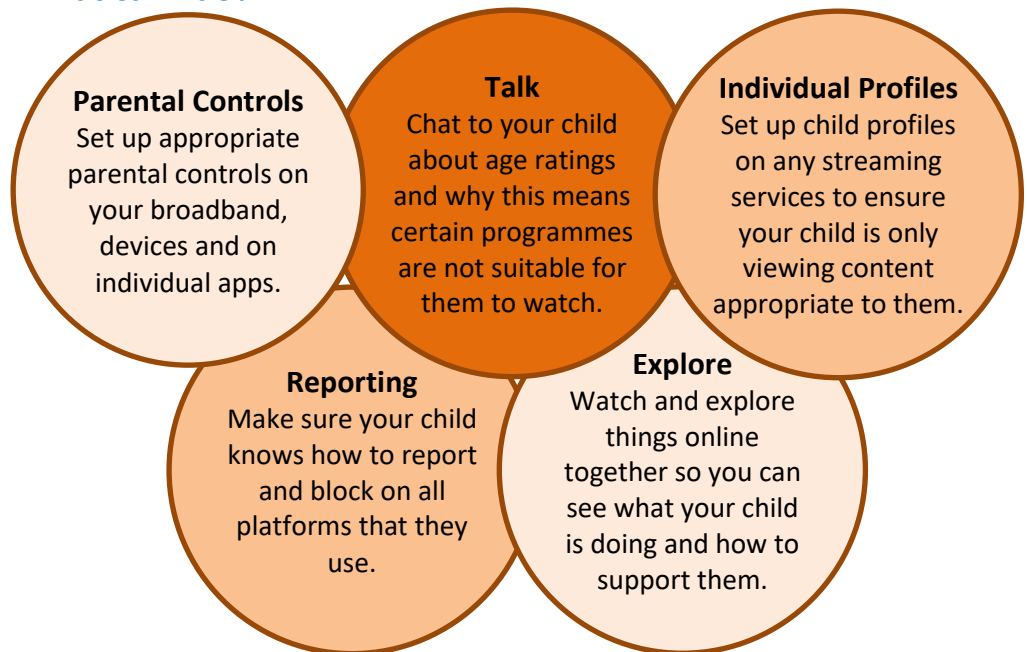 Parental Controls
Set up appropriate
parental controls on
your broadband,
devices and on
individual apps.
Talk
Chat to your child
about age ratings
and why this means
certain programmes
are not suitable for
them to watch.
Individual Profiles
Set up child profiles
on any streaming
services to ensure
your child is only
viewing content
appropriate to them.
Reporting
Make sure your child
knows how to report
and block on all
platforms that they
use.
Explore
Watch and explore
things online
together so you can
see what your child
is doing and how to
support them.